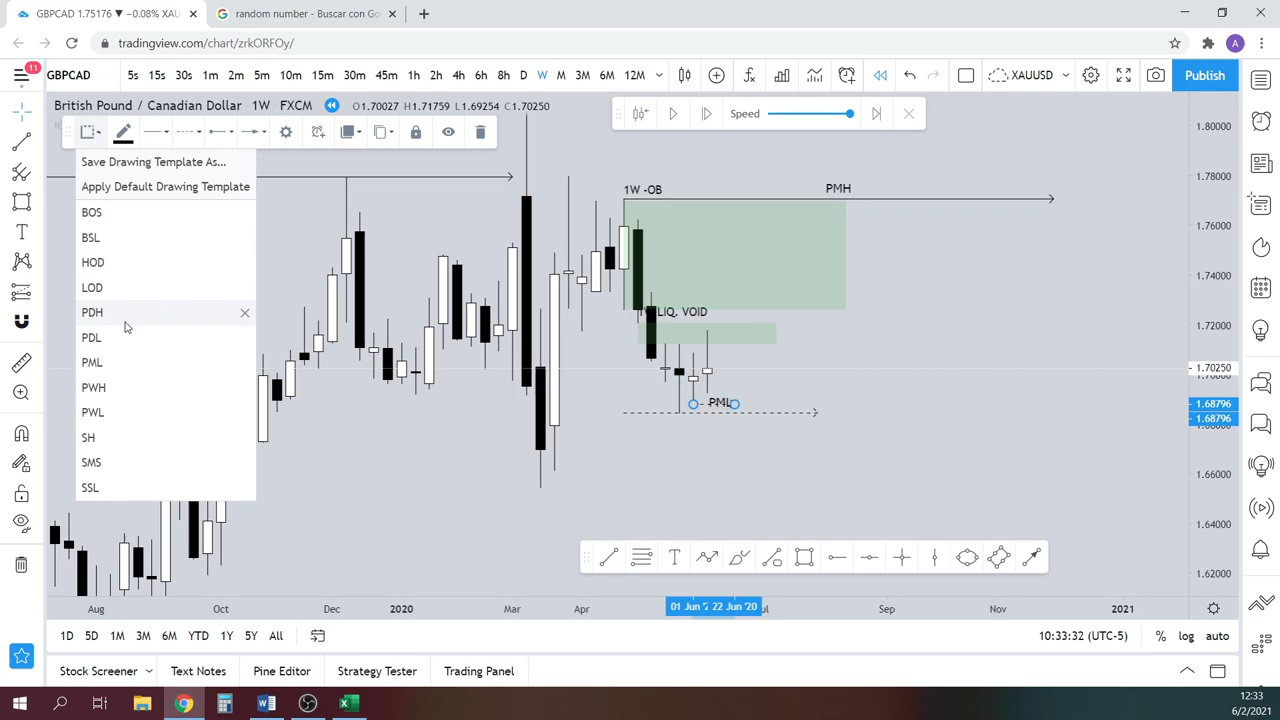 GBPCAD 1.75176 ▼ −0.08% XAUUSD
random number - Buscar con Go
tradingview.com/chart/zrkORFOy/
A
11
GBPCAD
5s 15s 30s 1m 2m 5m 10m 15m 30m 45m 1h 2h 4h 6h 8h D W M 3M 6M 12M
XAUUSD
Publish
British Pound / Canadian Dollar 1W FXCM O1.70027 H1.71759 L1.69254 C1.70250
Speed
Save Drawing Template As...
Apply Default Drawing Template
BOS
BSL
HOD
LOD
PDH
PDL
PML
PWH
PWL
SH
SMS
SSL
1W -OB
PMH
LIQ. VOID
PML
1.80000
1.78000
1.76000
1.74000
1.72000
1.70250
1.68796
1.68796
1.66000
1.64000
1.62000
Aug Oct Dec 2020 Mar Apr 01 Jun '2 22 Jun '20 Jul Sep Nov 2021
1D 5D 1M 3M 6M YTD 1Y 5Y All
10:33:32 (UTC-5) % log auto
Stock Screener Text Notes Pine Editor Strategy Tester Trading Panel
12:33
6/2/2021